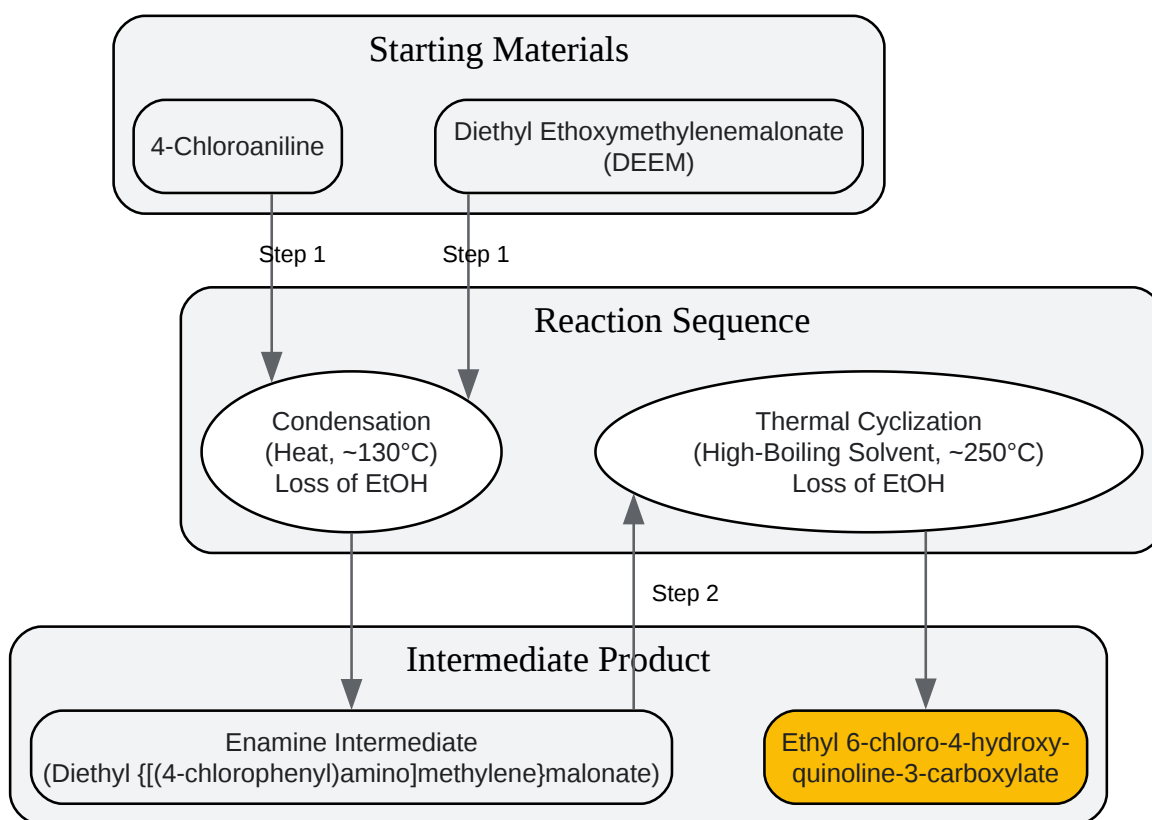 Starting Materials
4-Chloroaniline
Diethyl Ethoxymethylenemalonate
(DEEM)
Step 1
Step 1
Reaction Sequence
Condensation
(Heat, ~130°C)
Loss of EtOH
Thermal Cyclization
(High-Boiling Solvent, ~250°C)
Loss of EtOH
Step 2
Intermediate Product
Enamine Intermediate
(Diethyl {[(4-chlorophenyl)amino]methylene}malonate)
Ethyl 6-chloro-4-hydroxy-
quinoline-3-carboxylate